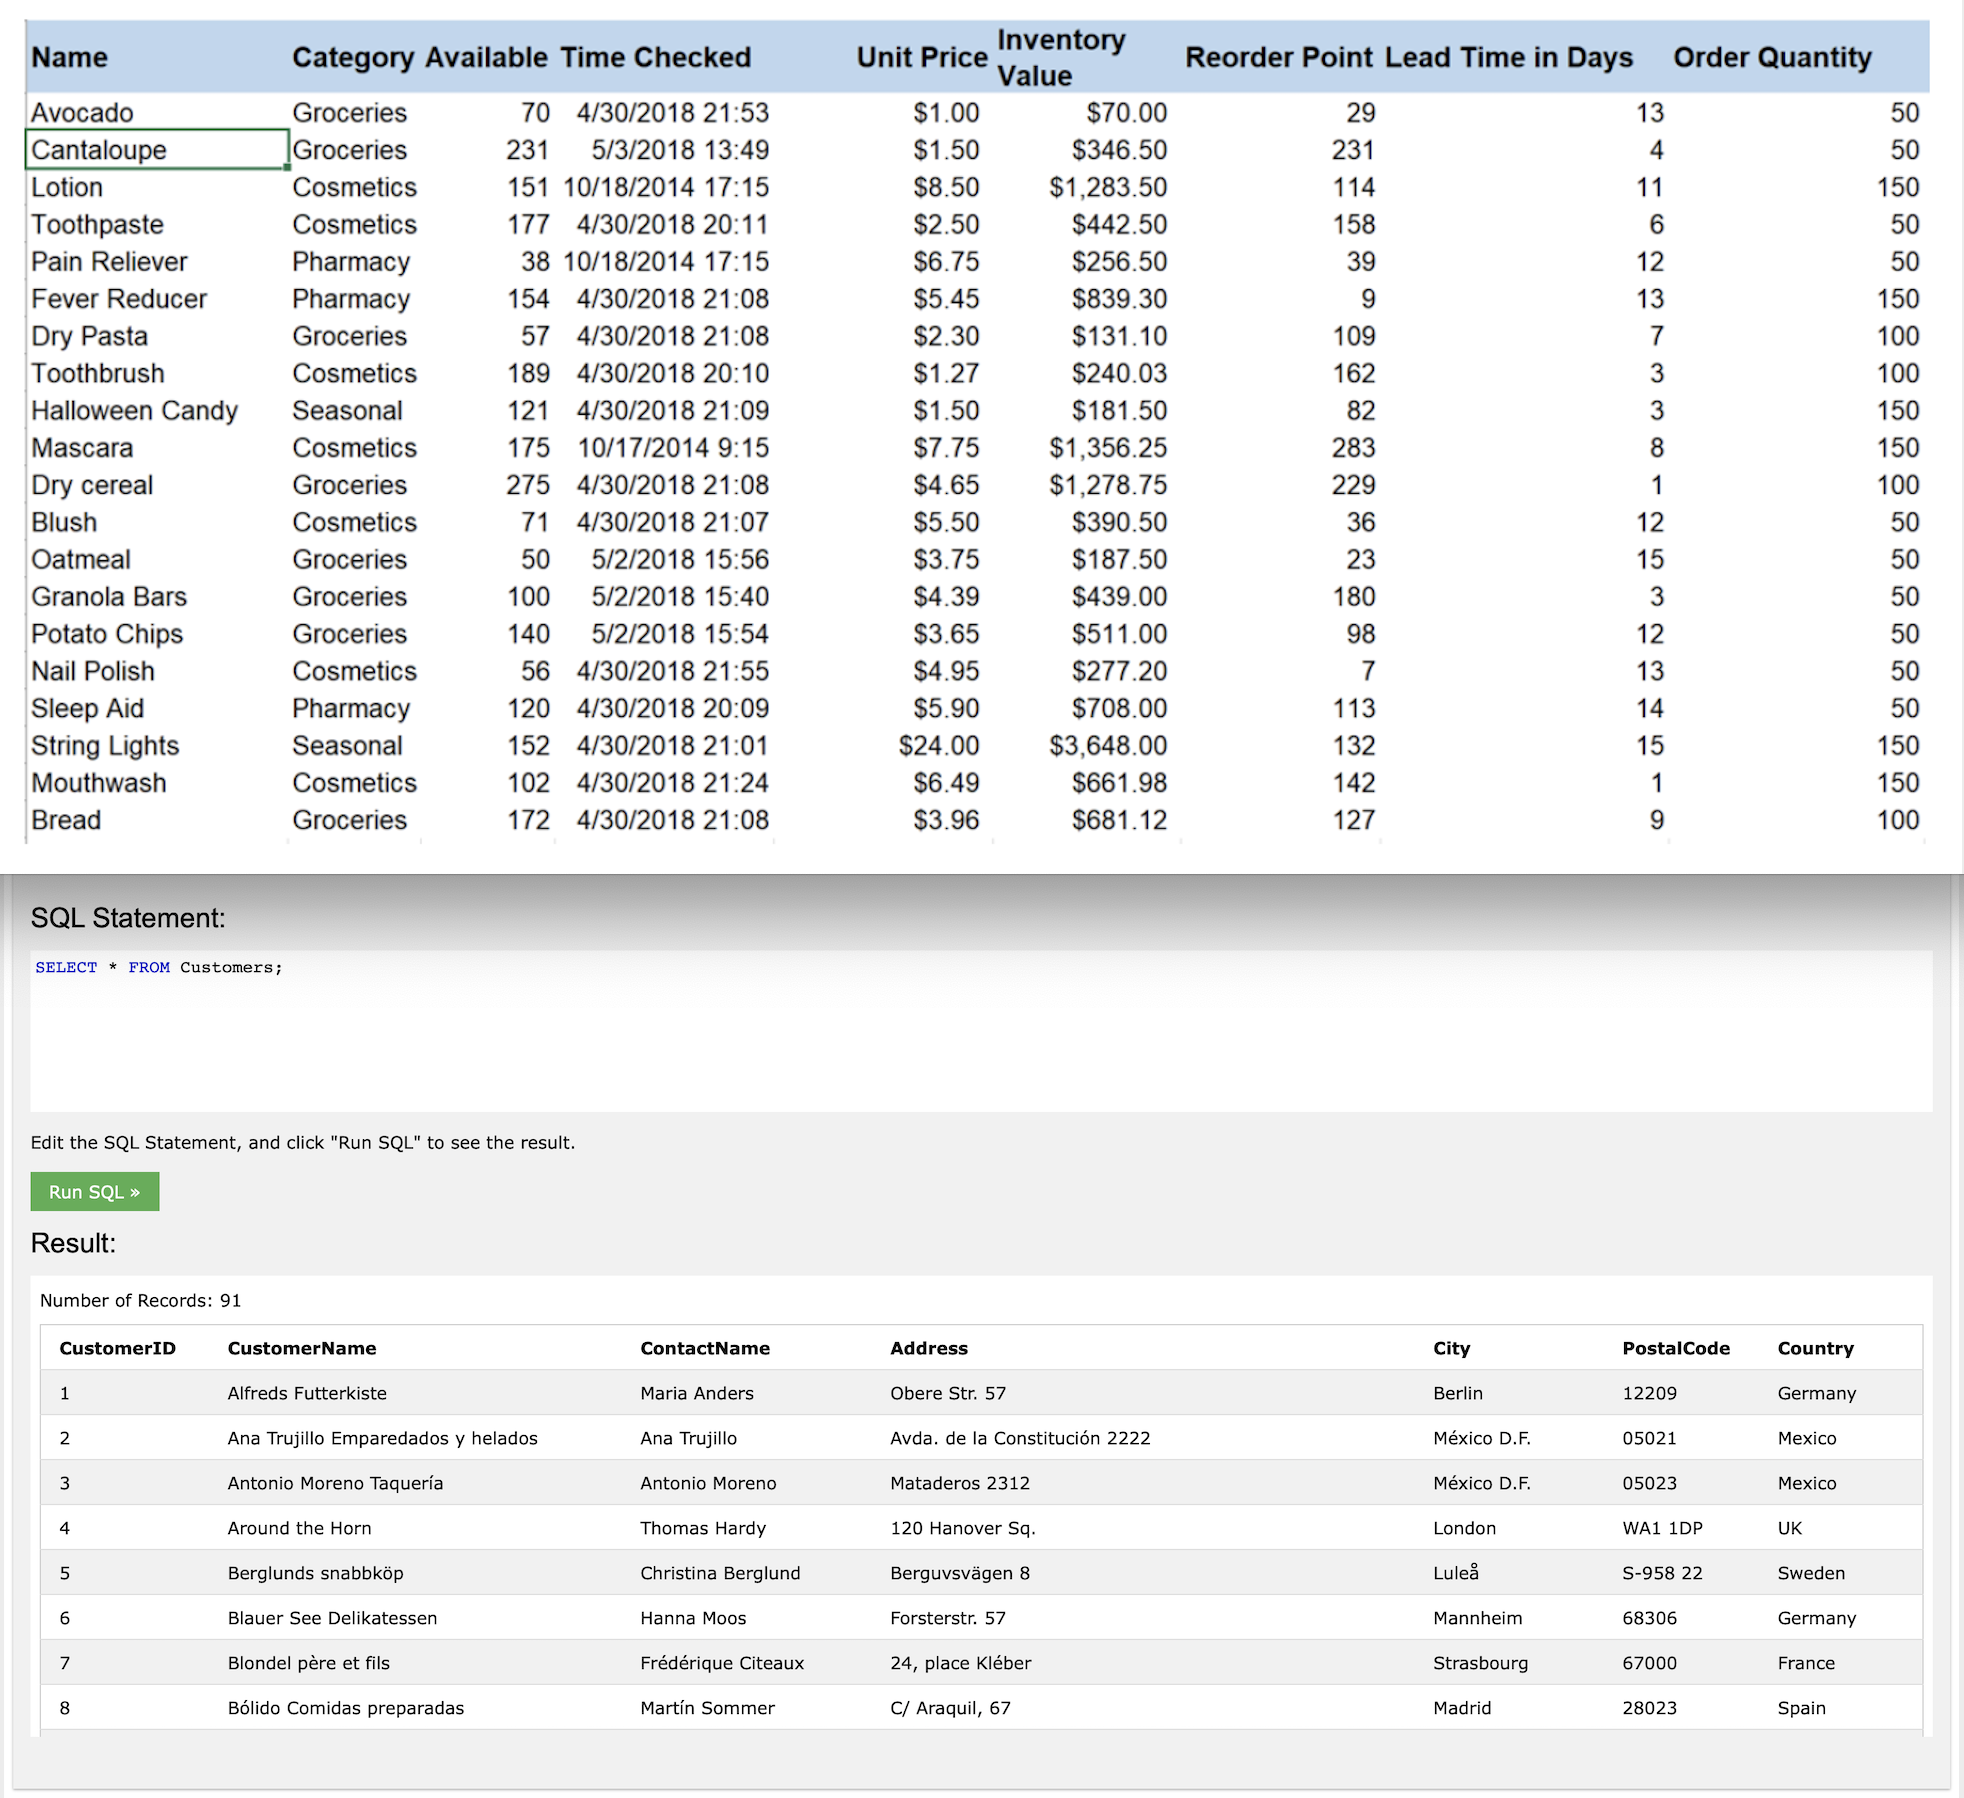 Name Category Available Time Checked Unit Price Inventory Value Reorder Point Lead Time in Days Order Quantity
Avocado Groceries 70 4/30/2018 21:53 $1.00 $70.00 29 13 50
Cantaloupe Groceries 231 5/3/2018 13:49 $1.50 $346.50 231 4 50
Lotion Cosmetics 151 10/18/2014 17:15 $8.50 $1,283.50 114 11 150
Toothpaste Cosmetics 177 4/30/2018 20:11 $2.50 $442.50 158 6 50
Pain Reliever Pharmacy 38 10/18/2014 17:15 $6.75 $256.50 39 12 50
Fever Reducer Pharmacy 154 4/30/2018 21:08 $5.45 $839.30 9 13 150
Dry Pasta Groceries 57 4/30/2018 21:08 $2.30 $131.10 109 7 100
Toothbrush Cosmetics 189 4/30/2018 20:10 $1.27 $240.03 162 3 100
Halloween Candy Seasonal 121 4/30/2018 21:09 $1.50 $181.50 82 3 150
Mascara Cosmetics 175 10/17/2014 9:15 $7.75 $1,356.25 283 8 150
Dry cereal Groceries 275 4/30/2018 21:08 $4.65 $1,278.75 229 1 100
Blush Cosmetics 71 4/30/2018 21:07 $5.50 $390.50 36 12 50
Oatmeal Groceries 50 5/2/2018 15:56 $3.75 $187.50 23 15 50
Granola Bars Groceries 100 5/2/2018 15:40 $4.39 $439.00 180 3 50
Potato Chips Groceries 140 5/2/2018 15:54 $3.65 $511.00 98 12 50
Nail Polish Cosmetics 56 4/30/2018 21:55 $4.95 $277.20 7 13 50
Sleep Aid Pharmacy 120 4/30/2018 20:09 $5.90 $708.00 113 14 50
String Lights Seasonal 152 4/30/2018 21:01 $24.00 $3,648.00 132 15 150
Mouthwash Cosmetics 102 4/30/2018 21:24 $6.49 $661.98 142 1 150
Bread Groceries 172 4/30/2018 21:08 $3.96 $681.12 127 9 100
SQL Statement:
SELECT * FROM Customers;
Edit the SQL Statement, and click "Run SQL" to see the result.
Run SQL »
Result:
Number of Records: 91
CustomerID CustomerName ContactName Address City PostalCode Country
1 Alfreds Futterkiste Maria Anders Obere Str. 57 Berlin 12209 Germany
2 Ana Trujillo Emparedados y helados Ana Trujillo Avda. de la Constitución 2222 México D.F. 05021 Mexico
3 Antonio Moreno Taquería Antonio Moreno Mataderos 2312 México D.F. 05023 Mexico
4 Around the Horn Thomas Hardy 120 Hanover Sq. London WA1 1DP UK
5 Berglunds snabbköp Christina Berglund Berguvsvägen 8 Luleå S-958 22 Sweden
6 Blauer See Delikatessen Hanna Moos Forsterstr. 57 Mannheim 68306 Germany
7 Blondel père et fils Frédérique Citeaux 24, place Kléber Strasbourg 67000 France
8 Bólido Comidas preparadas Martín Sommer C/ Araquil, 67 Madrid 28023 Spain